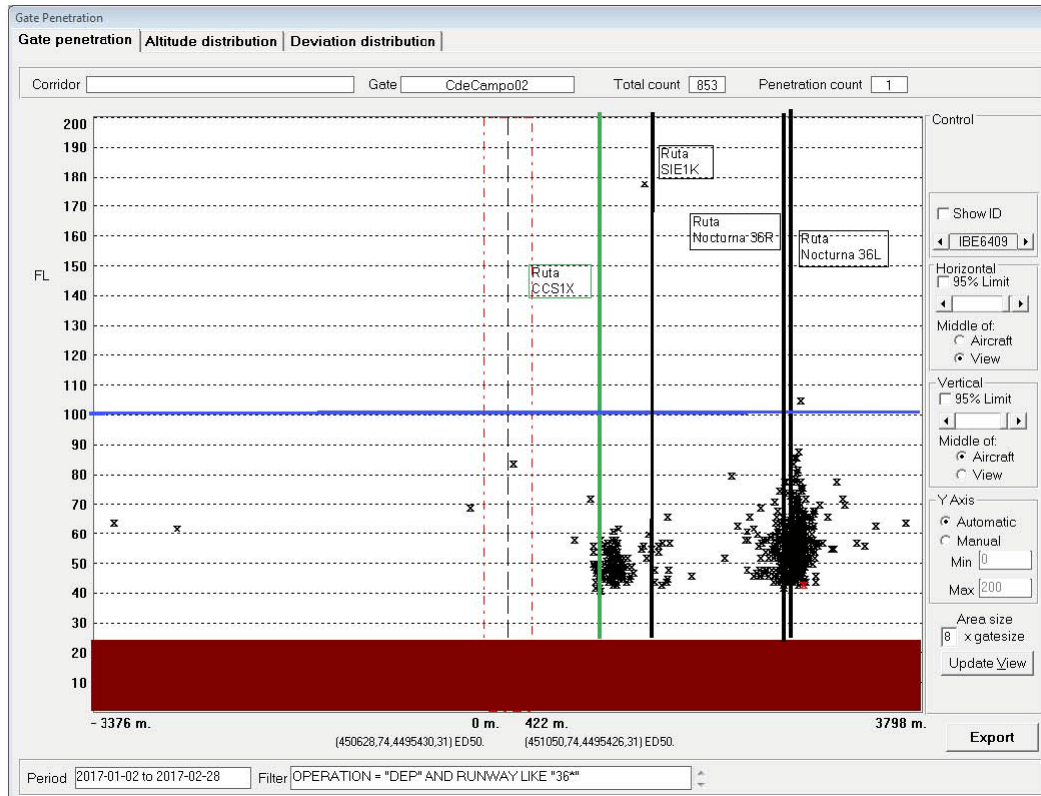 Gate Penetration
Gate penetration Altitude distribution Deviation distribution
Corridor Gate CdeCampo02 Total count 853 Penetration count 1
Control
200
190
180
170
160
150
FL
140
130
120
110
100
90
80
70
60
50
40
30
20
10
Ruta
SIE1K
Ruta
Nocturna 36R
Ruta
Nocturna 36L
Ruta
CCS1X
Show ID
IBE6409
Horizontal
95% Limit
Middle of:
Aircraft
View
Vertical
95% Limit
Middle of:
Aircraft
View
Y Axis
Automatic
Manual
Min 0
Max 200
Area size
8 x gatesize
Update View
- 3376 m. 0 m. 422 m. 3798 m.
(450628,74,4495430,31) ED50. (451050,74,4495426,31) ED50.
Export
Period 2017-01-02 to 2017-02-28 Filter OPERATION = "DEP" AND RUNWAY LIKE "36*"